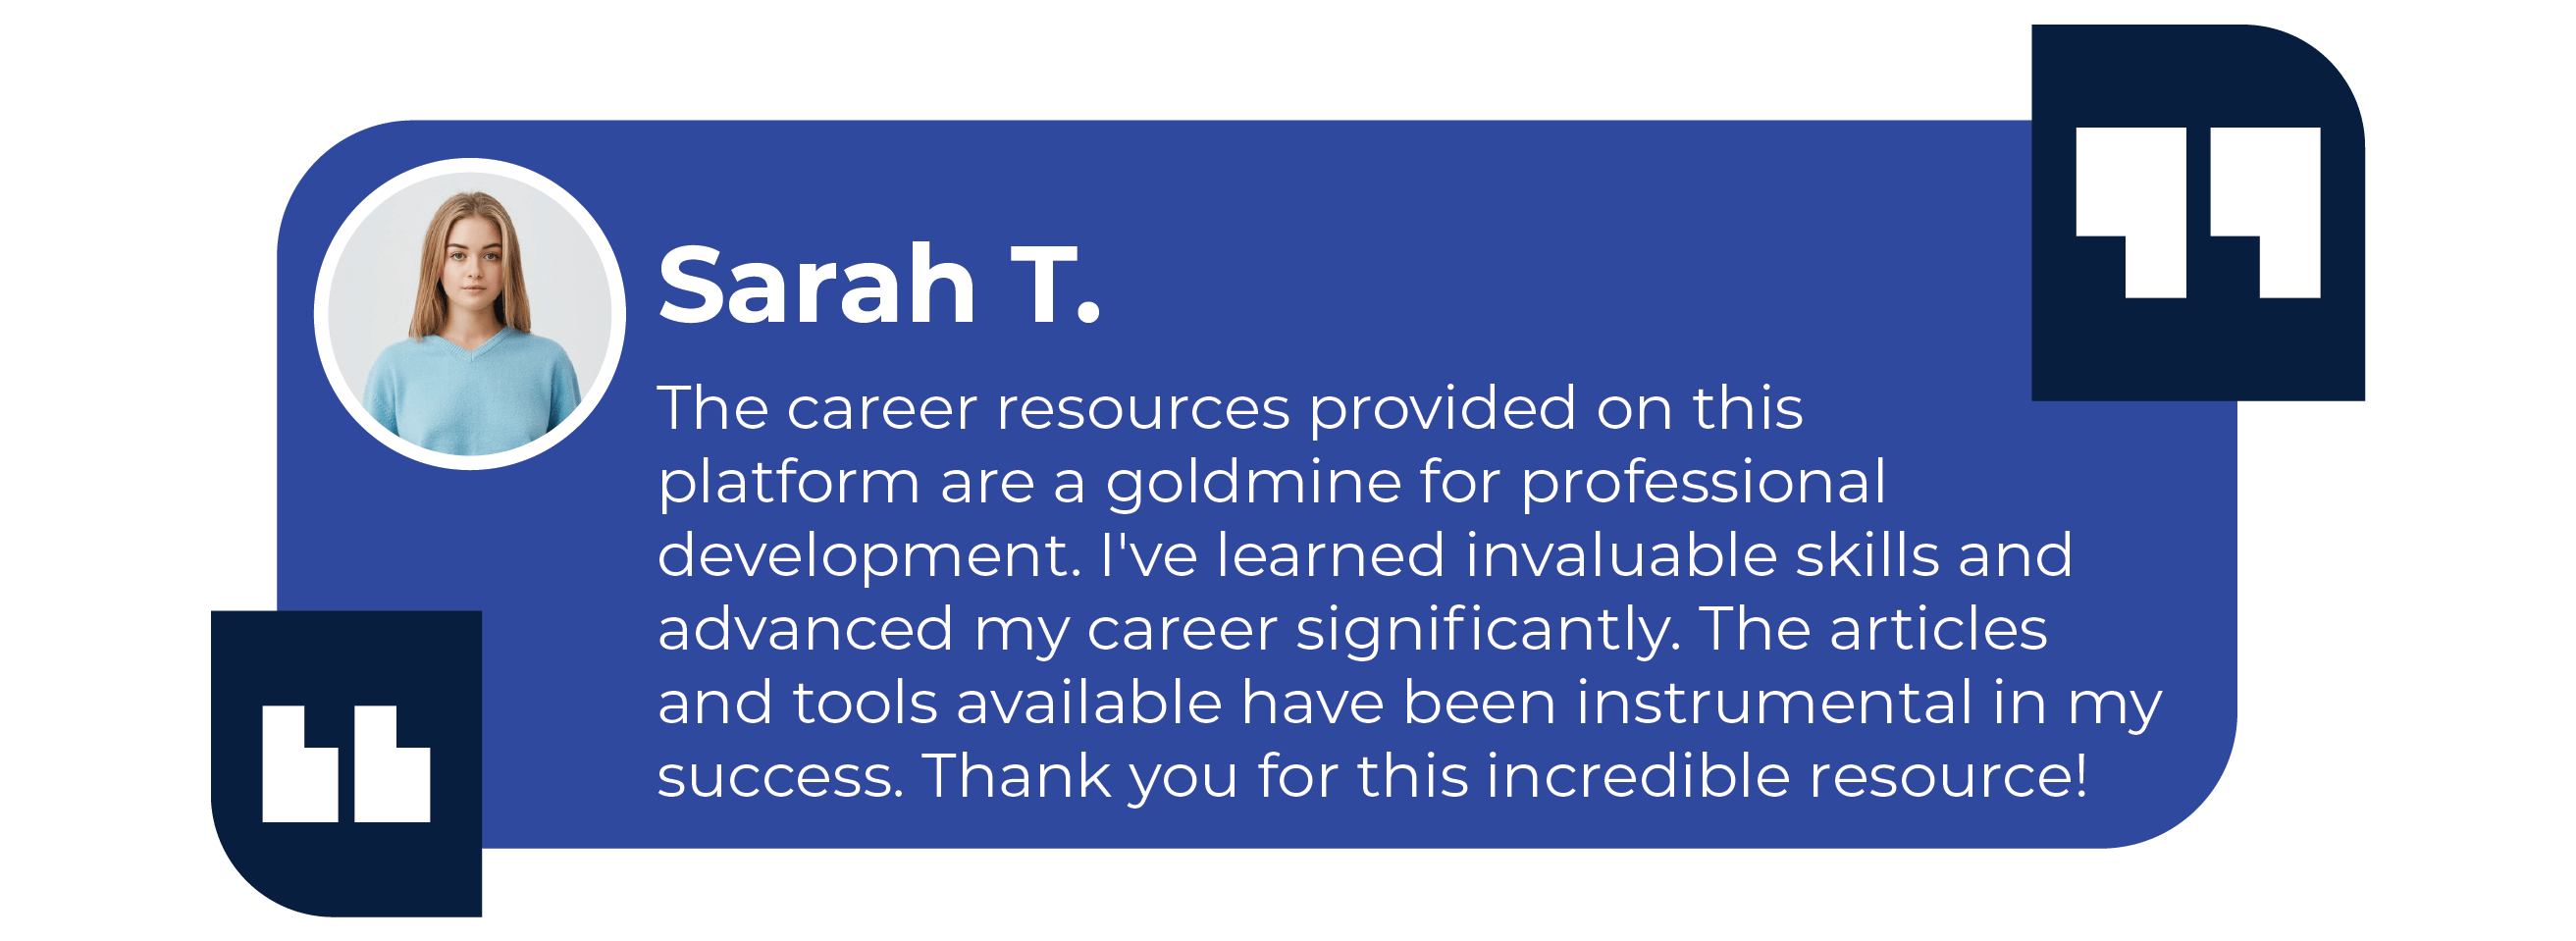 Sarah T.
The career resources provided on this
platform are a goldmine for professional
development. I've learned invaluable skills and
advanced my career significantly. The articles
and tools available have been instrumental in my
success. Thank you for this incredible resource!